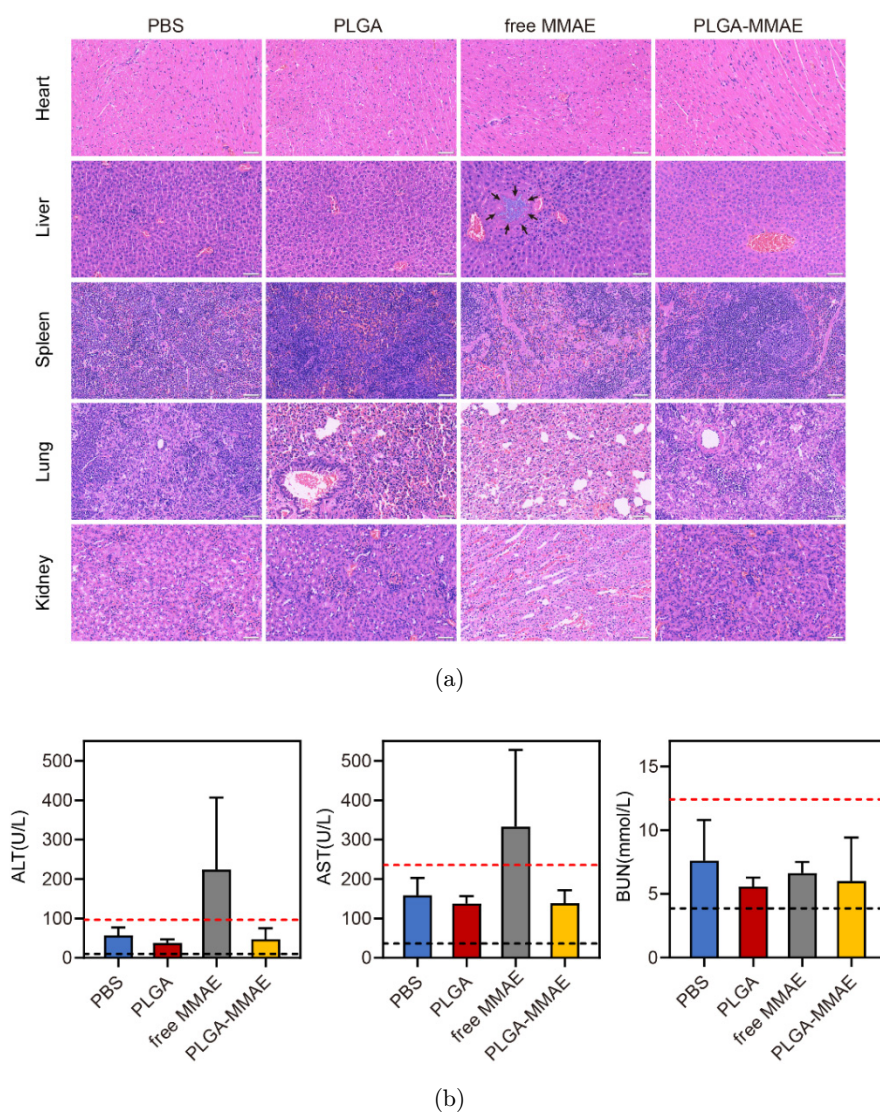 PBS PLGA free MMAE PLGA-MMAE
Heart
Liver
Spleen
Lung
Kidney
(a)
ALT(U/L)
500
400
300
200
100
0
PBS PLGA free MMAE PLGA-MMAE
AST(U/L)
500
400
300
200
100
0
PBS PLGA free MMAE PLGA-MMAE
BUN(mmol/L)
15
10
5
0
PBS PLGA free MMAE PLGA-MMAE
(b)